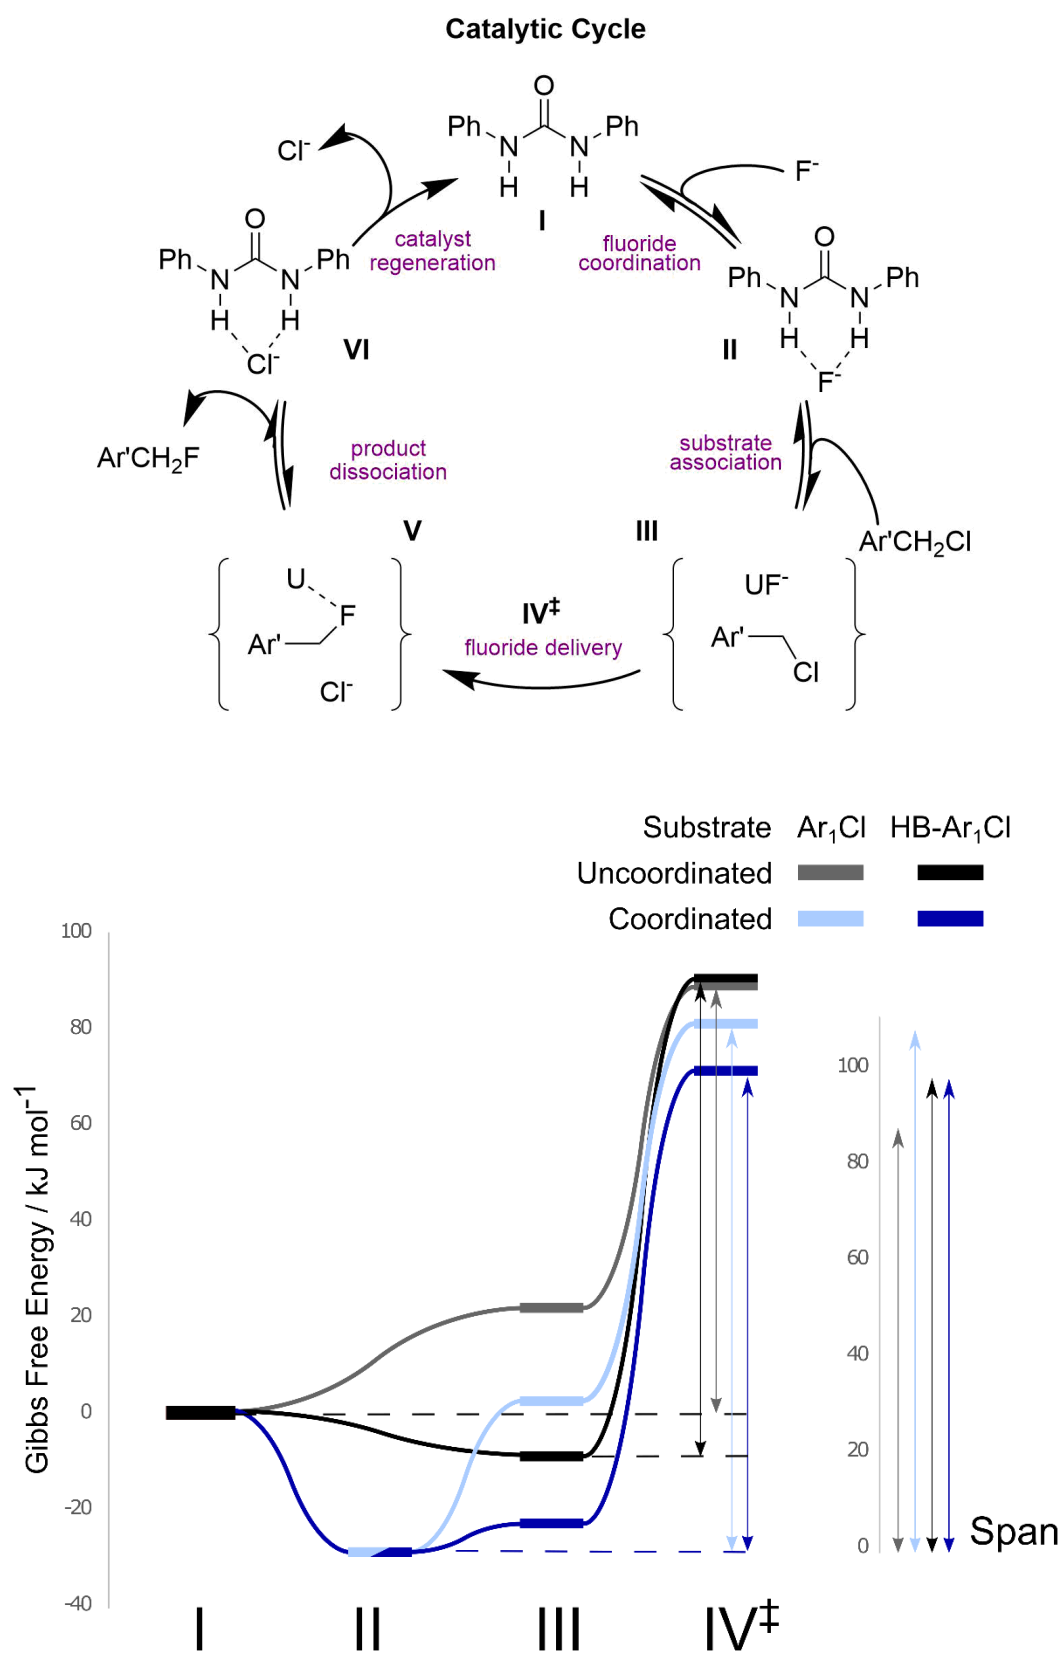 Catalytic Cycle
O
Ph
Ph
N
N
H
H
I
Cl-
F-
catalyst
regeneration
fluoride
coordination
O
Ph
Ph
N
N
H
H
Cl-
VI
O
Ph
Ph
N
N
H
H
F-
II
Ar'CH2F
product
dissociation
substrate
association
Ar'CH2Cl
V
III
U
F
Ar'
Cl-
IV‡
fluoride delivery
UF-
Ar'
Cl
Substrate Ar1Cl HB-Ar1Cl
Uncoordinated
Coordinated
Gibbs Free Energy / kJ mol-1
100
80
60
40
20
0
-20
-40
100
80
60
40
20
0
Span
I II III IV‡